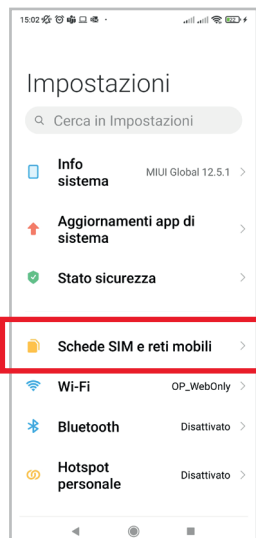 15:02
Impostazioni
Cerca in Impostazioni
Info sistema MIUI Global 12.5.1
Aggiornamenti app di sistema
Stato sicurezza
Schede SIM e reti mobili
Wi-Fi OP_WebOnly
Bluetooth Disattivato
Hotspot personale Disattivato